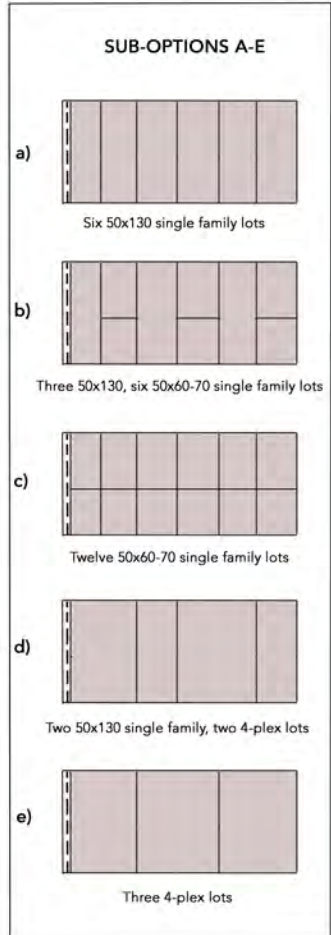 SUB-OPTIONS A-E
a)
Six 50x130 single family lots
b)
Three 50x130, six 50x60-70 single family lots
c)
Twelve 50x60-70 single family lots
d)
Two 50x130 single family, two 4-plex lots
e)
Three 4-plex lots